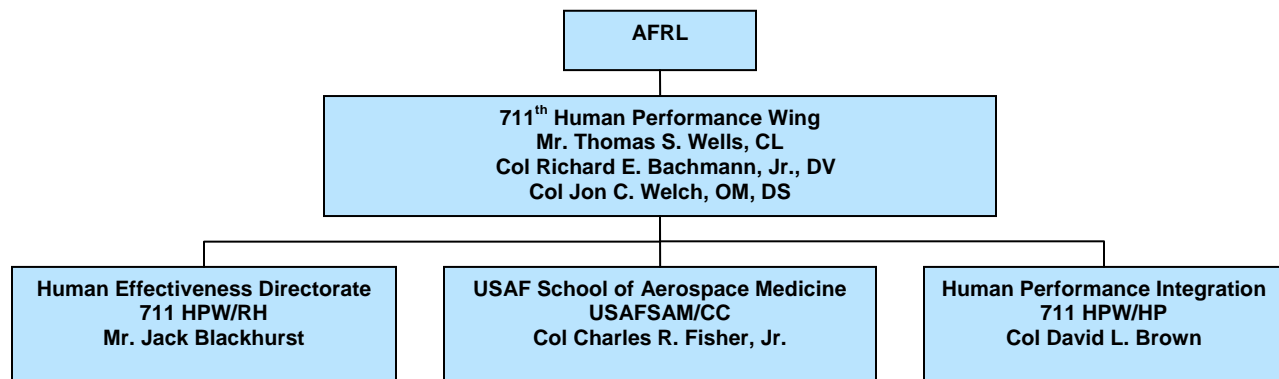 AFRL
711th Human Performance Wing
Mr. Thomas S. Wells, CL
Col Richard E. Bachmann, Jr., DV
Col Jon C. Welch, OM, DS
Human Effectiveness Directorate
711 HPW/RH
Mr. Jack Blackhurst
USAF School of Aerospace Medicine
USAFSAM/CC
Col Charles R. Fisher, Jr.
Human Performance Integration
711 HPW/HP
Col David L. Brown